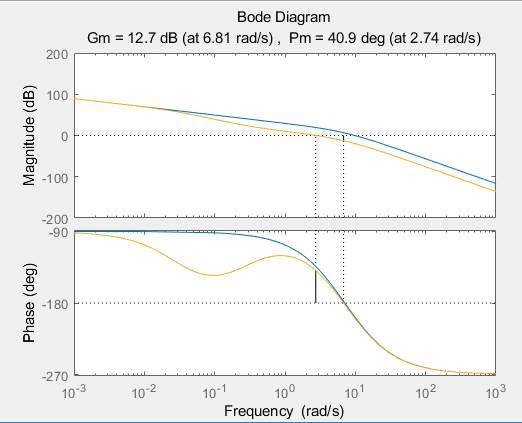 Bode Diagram
Gm = 12.7 dB (at 6.81 rad/s) ,  Pm = 40.9 deg (at 2.74 rad/s)
Magnitude (dB)
200
100
0
-100
-200
Phase (deg)
-90
-180
-270
10^-3 10^-2 10^-1 10^0 10^1 10^2 10^3
Frequency (rad/s)